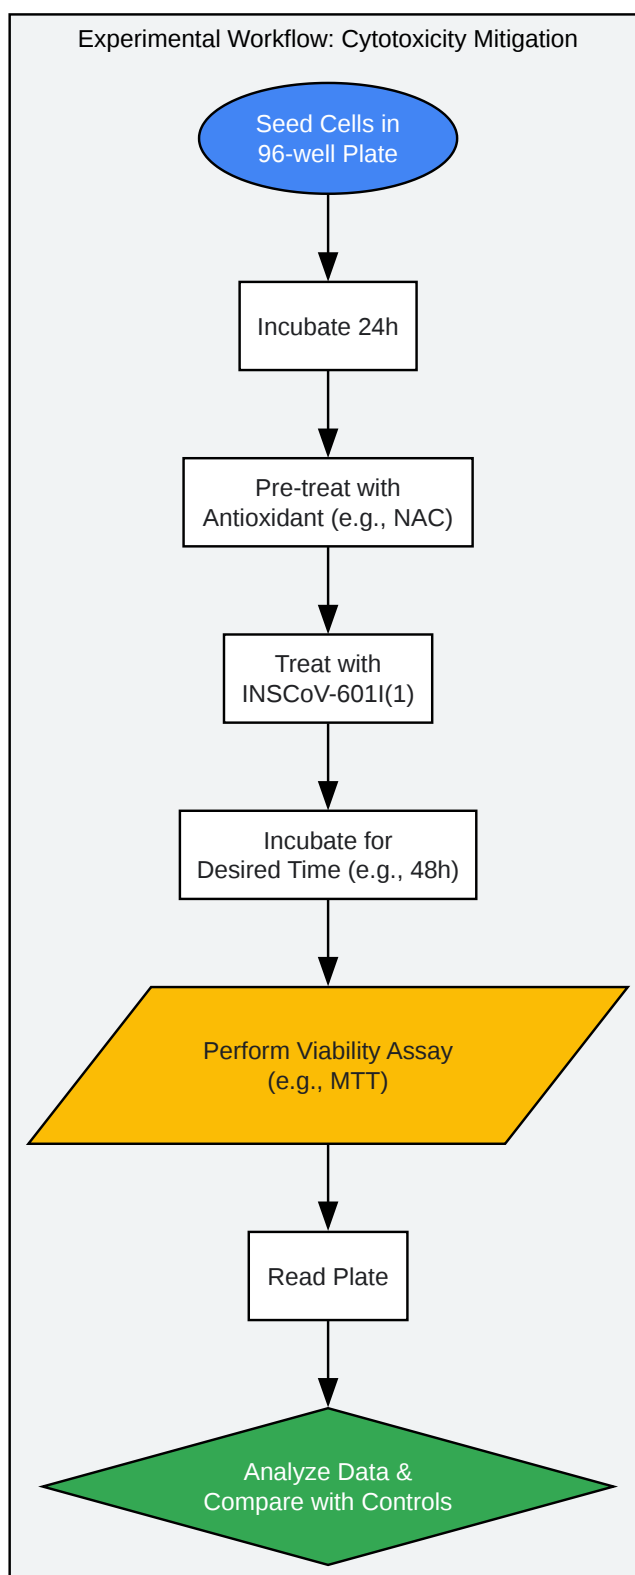 Experimental Workflow: Cytotoxicity Mitigation
Seed Cells in
96-well Plate
Incubate 24h
Pre-treat with
Antioxidant (e.g., NAC)
Treat with
INSCoV-601I(1)
Incubate for
Desired Time (e.g., 48h)
Perform Viability Assay
(e.g., MTT)
Read Plate
Analyze Data &
Compare with Controls